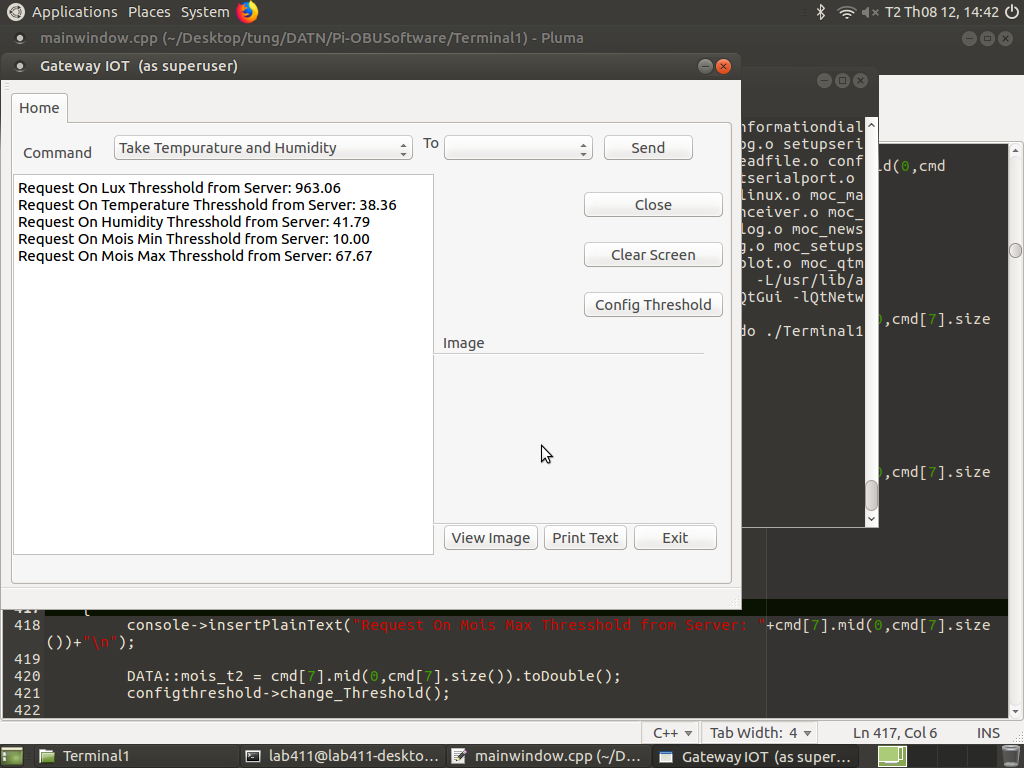 Applications Places System T2 Th08 12, 14:42
mainwindow.cpp (~/Desktop/tung/DATN/Pi-OBUSoftware/Terminal1) - Pluma
Gateway IOT (as superuser)
Home
Command Take Tempurature and Humidity To Send
Request On Lux Thresshold from Server: 963.06
Request On Temperature Thresshold from Server: 38.36
Request On Humidity Thresshold from Server: 41.79
Request On Mois Min Thresshold from Server: 10.00
Request On Mois Max Thresshold from Server: 67.67
Close
Clear Screen
Config Threshold
Image
View Image Print Text Exit
nformationdial
og.o setupseri
eadfile.o conf
tserialport.o
linux.o moc_ma
nceiver.o moc_
log.o moc_news
g.o moc_setups
plot.o moc_qtm
-L/usr/lib/a
QtGui -lQtNetw
do ./Terminal1
id(0,cmd
0,cmd[7].size
0,cmd[7].size
417 {
418 console->insertPlainText("Request On Mois Max Thresshold from Server: "+cmd[7].mid(0,cmd[7].size
())+"\n");
419
420 DATA::mois_t2 = cmd[7].mid(0,cmd[7].size()).toDouble();
421 configthreshold->change_Threshold();
422
C++ Tab Width: 4 Ln 417, Col 6 INS
Terminal1 lab411@lab411-deskto... mainwindow.cpp (~/D... Gateway IOT (as super...